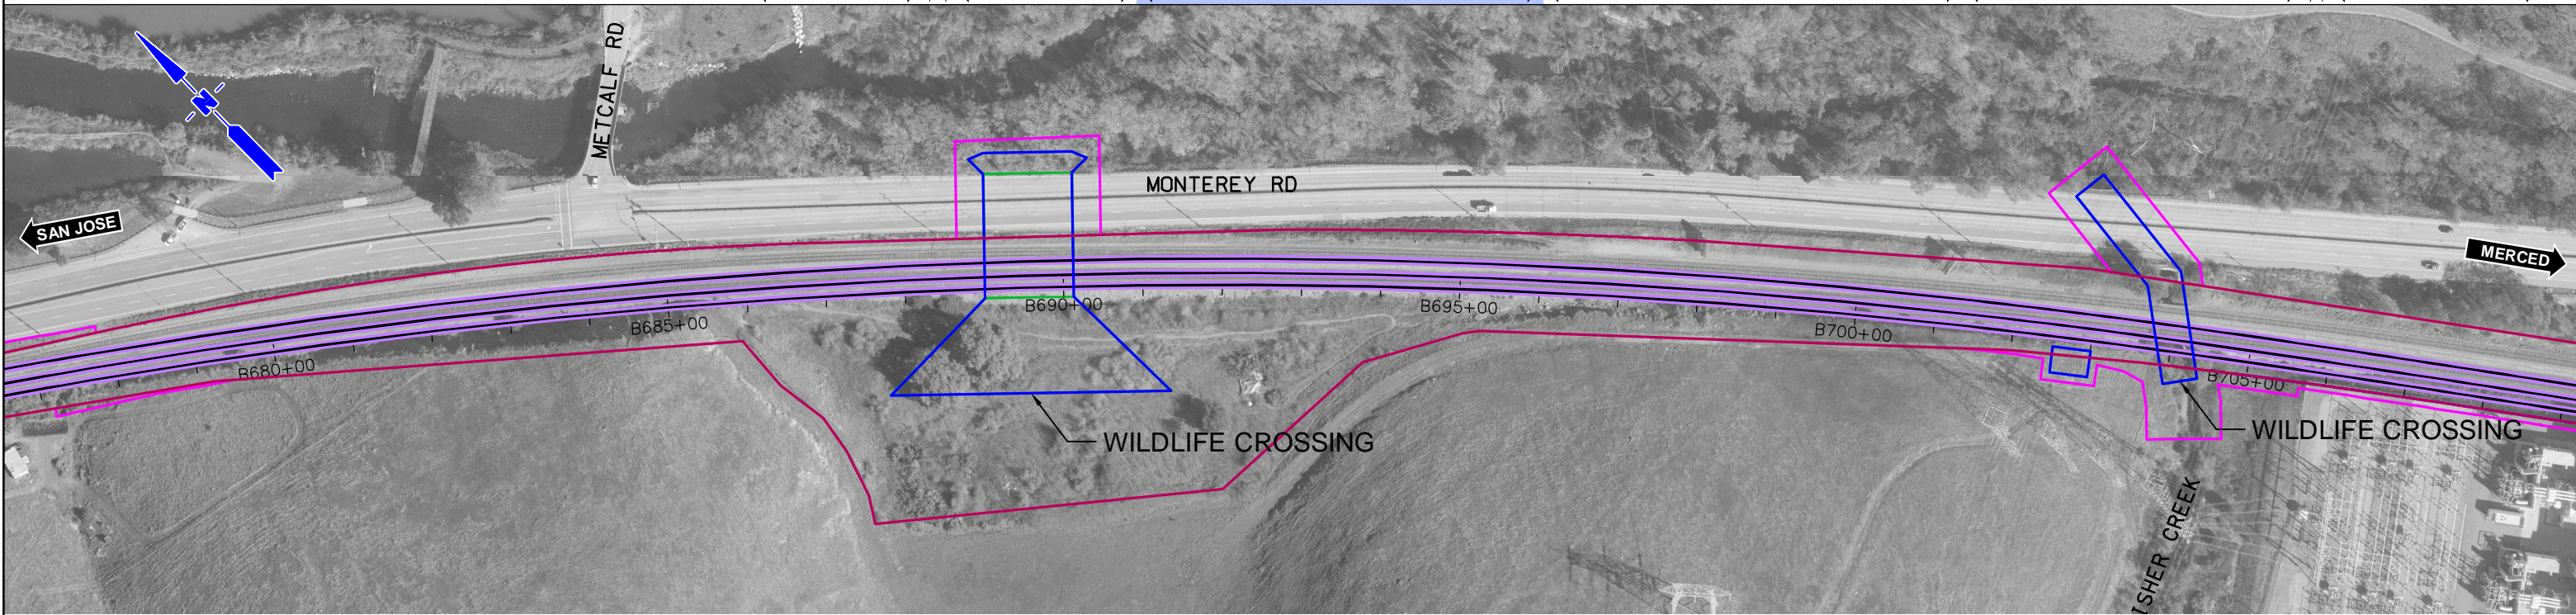 METCALF RD
N
MONTEREY RD
SAN JOSE
MERCED
B680+00
B685+00
B690+00
B695+00
B700+00
B705+00
WILDLIFE CROSSING
WILDLIFE CROSSING
ISHER CREEK